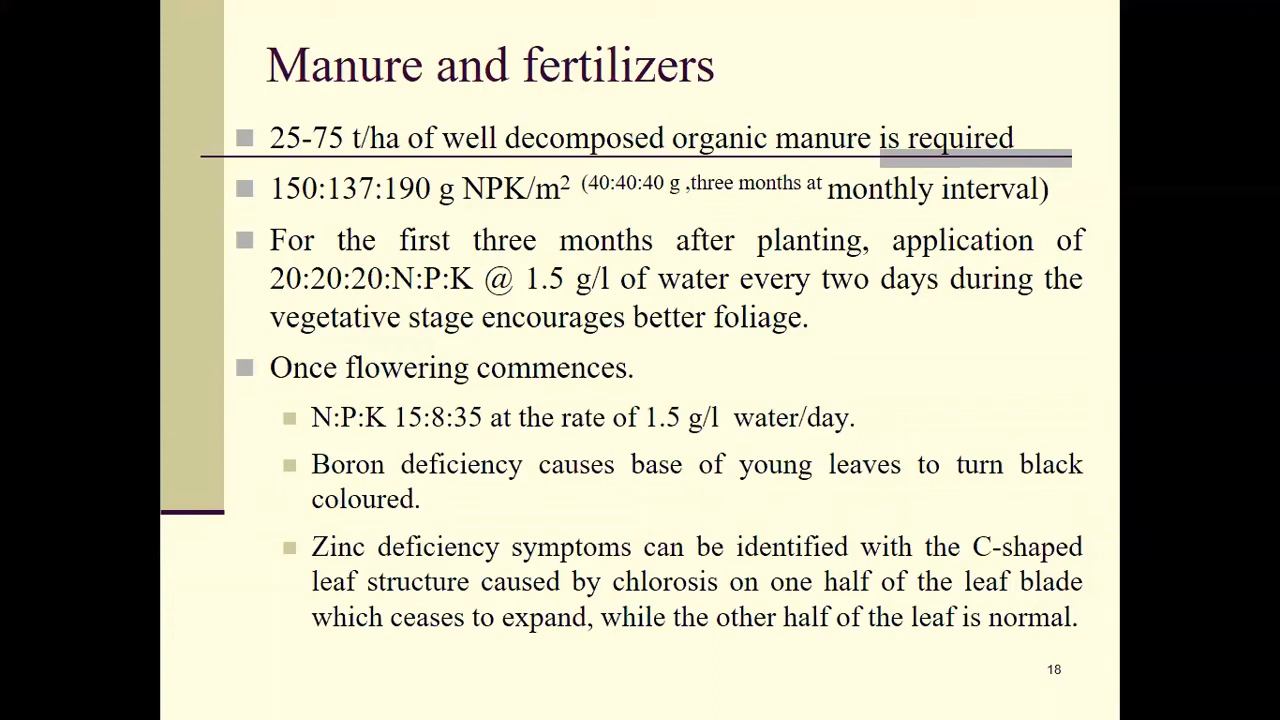 Manure and fertilizers
25-75 t/ha of well decomposed organic manure is required
150:137:190 g NPK/m² (40:40:40 g ,three months at monthly interval)
For the first three months after planting, application of
20:20:20:N:P:K @ 1.5 g/l of water every two days during the
vegetative stage encourages better foliage.
Once flowering commences.
N:P:K 15:8:35 at the rate of 1.5 g/l water/day.
Boron deficiency causes base of young leaves to turn black
coloured.
Zinc deficiency symptoms can be identified with the C-shaped
leaf structure caused by chlorosis on one half of the leaf blade
which ceases to expand, while the other half of the leaf is normal.
18